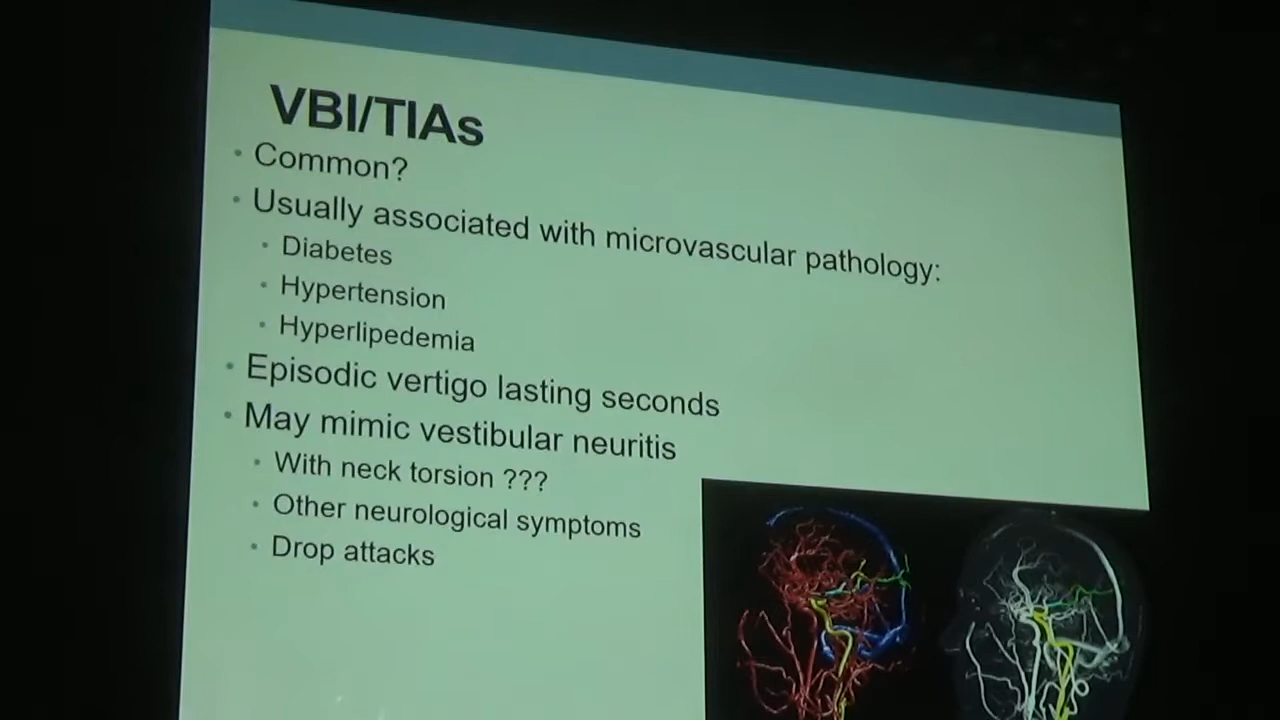 VBI/TIAs
• Common?
• Usually associated with microvascular pathology:
• Diabetes
• Hypertension
• Hyperlipedemia
• Episodic vertigo lasting seconds
• May mimic vestibular neuritis
• With neck torsion ???
• Other neurological symptoms
• Drop attacks